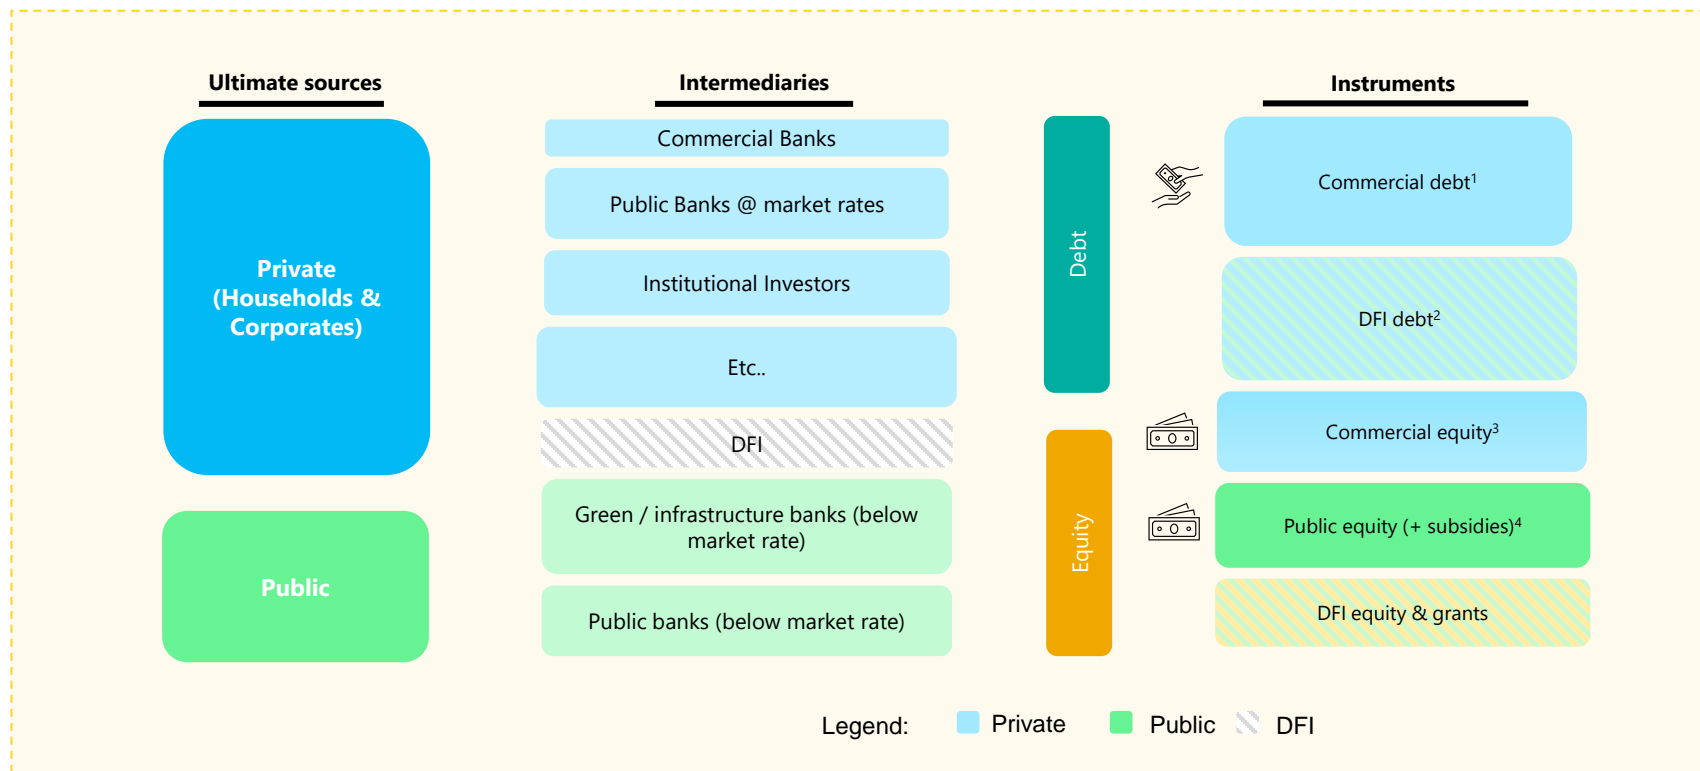 Ultimate sources
Private
(Households &
Corporates)
Public
Intermediaries
Commercial Banks
Public Banks @ market rates
Institutional Investors
Etc..
DFI
Green / infrastructure banks (below
market rate)
Public banks (below market rate)
Debt
Equity
Instruments
Commercial debt¹
DFI debt²
Commercial equity³
Public equity (+ subsidies)⁴
DFI equity & grants
Legend:
Private
Public
DFI